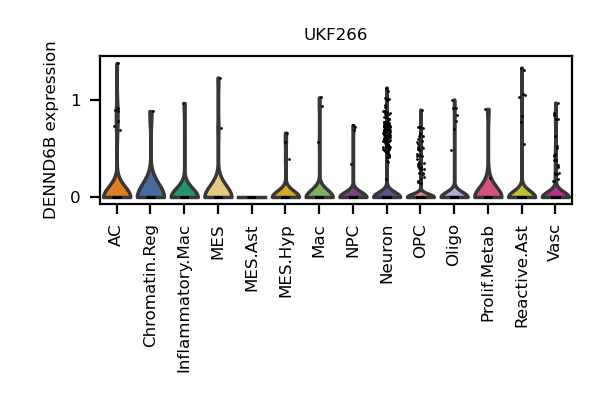 UKF266
DENND6B expression
1
0
AC
Chromatin.Reg
Inflammatory.Mac
MES
MES.Ast
MES.Hyp
Mac
NPC
Neuron
OPC
Oligo
Prolif.Metab
Reactive.Ast
Vasc